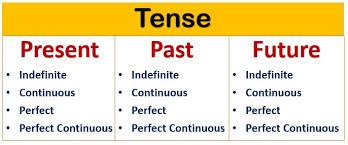 Tense
Present Past Future
• Indefinite • Indefinite • Indefinite
• Continuous • Continuous • Continuous
• Perfect • Perfect • Perfect
• Perfect Continuous • Perfect Continuous • Perfect Continuous